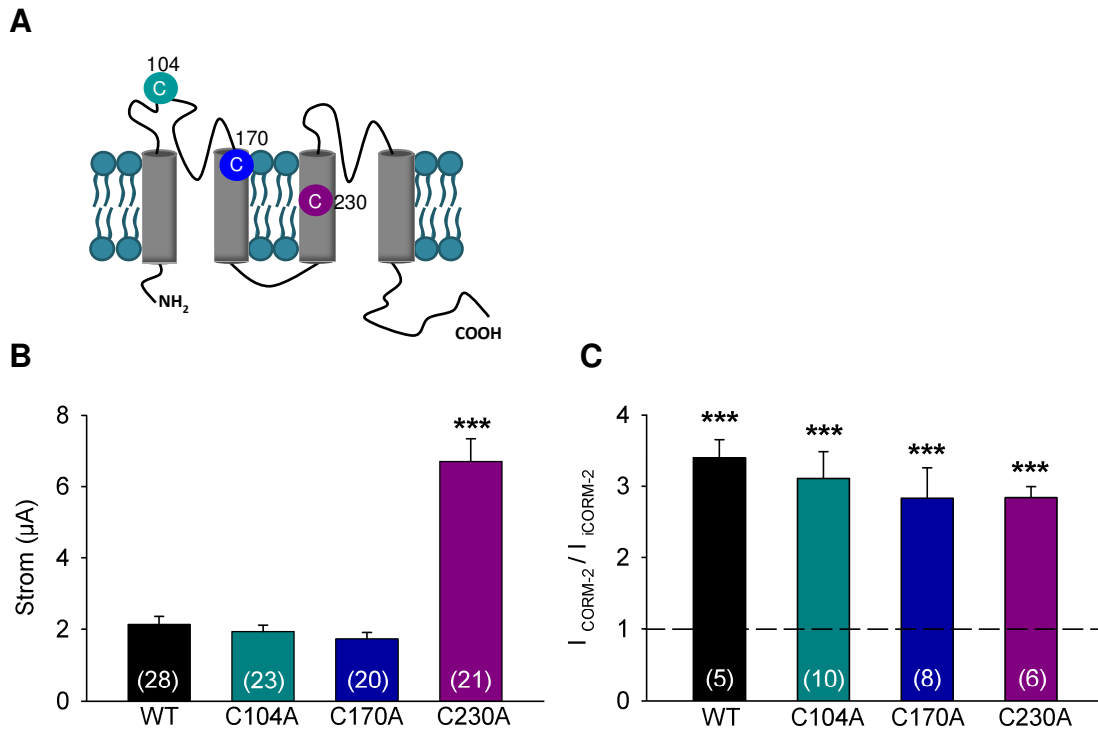 A
104
C
170
C
C
230
NH2
COOH
B
C
8
6
4
2
0
Strom (µA)
***
(28)
(23)
(20)
(21)
WT
C104A
C170A
C230A
4
3
2
1
0
I CORM-2 / I iCORM-2
***
***
***
***
(5)
(10)
(8)
(6)
WT
C104A
C170A
C230A